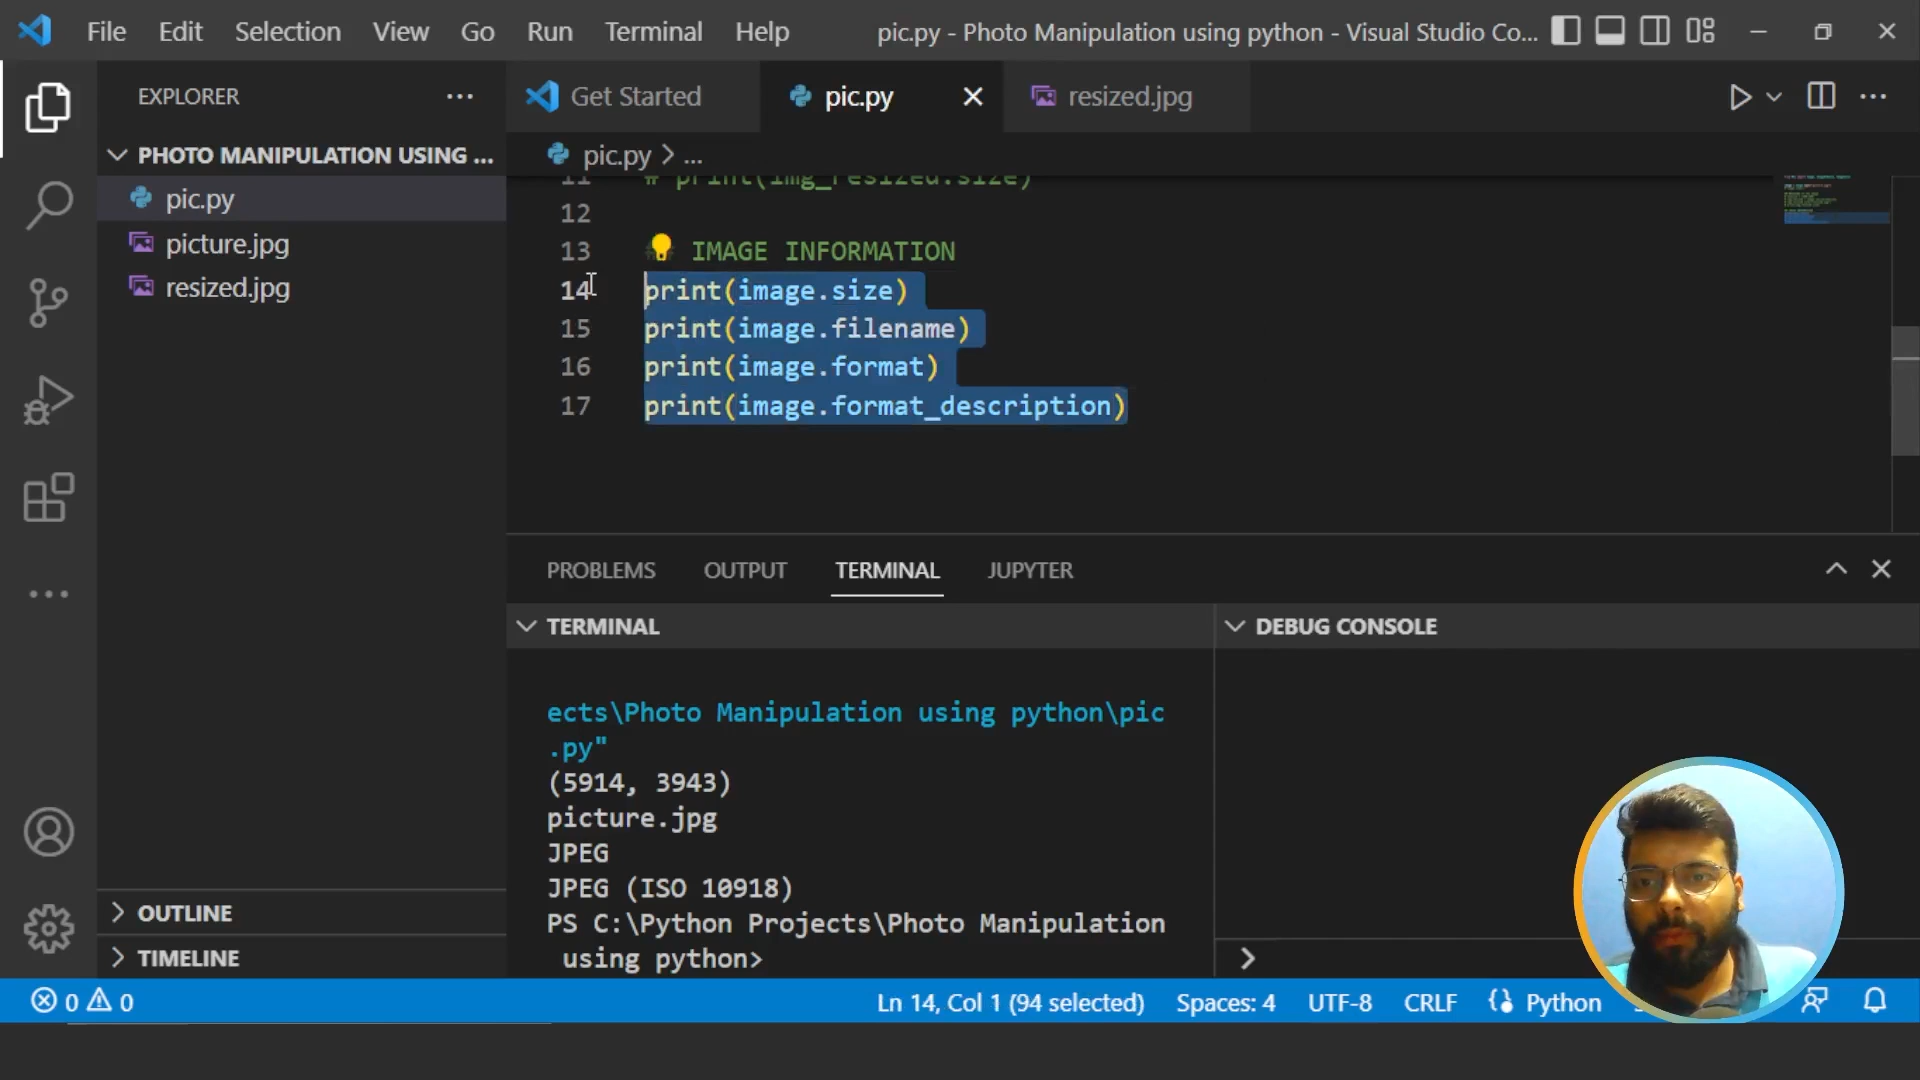 File Edit Selection View Go Run Terminal Help pic.py - Photo Manipulation using python - Visual Studio Co...
EXPLORER ...
Get Started pic.py resized.jpg
PHOTO MANIPULATION USING ...
pic.py > ...
pic.py
picture.jpg
resized.jpg
11 # print(img_resized.size)
12
13 IMAGE INFORMATION
14 print(image.size)
15 print(image.filename)
16 print(image.format)
17 print(image.format_description)
PROBLEMS OUTPUT TERMINAL JUPYTER
TERMINAL
DEBUG CONSOLE
ects\Photo Manipulation using python\pic
.py"
(5914, 3943)
picture.jpg
JPEG
JPEG (ISO 10918)
PS C:\Python Projects\Photo Manipulation
using python>
>
OUTLINE
TIMELINE
0 0 Ln 14, Col 1 (94 selected) Spaces: 4 UTF-8 CRLF Python